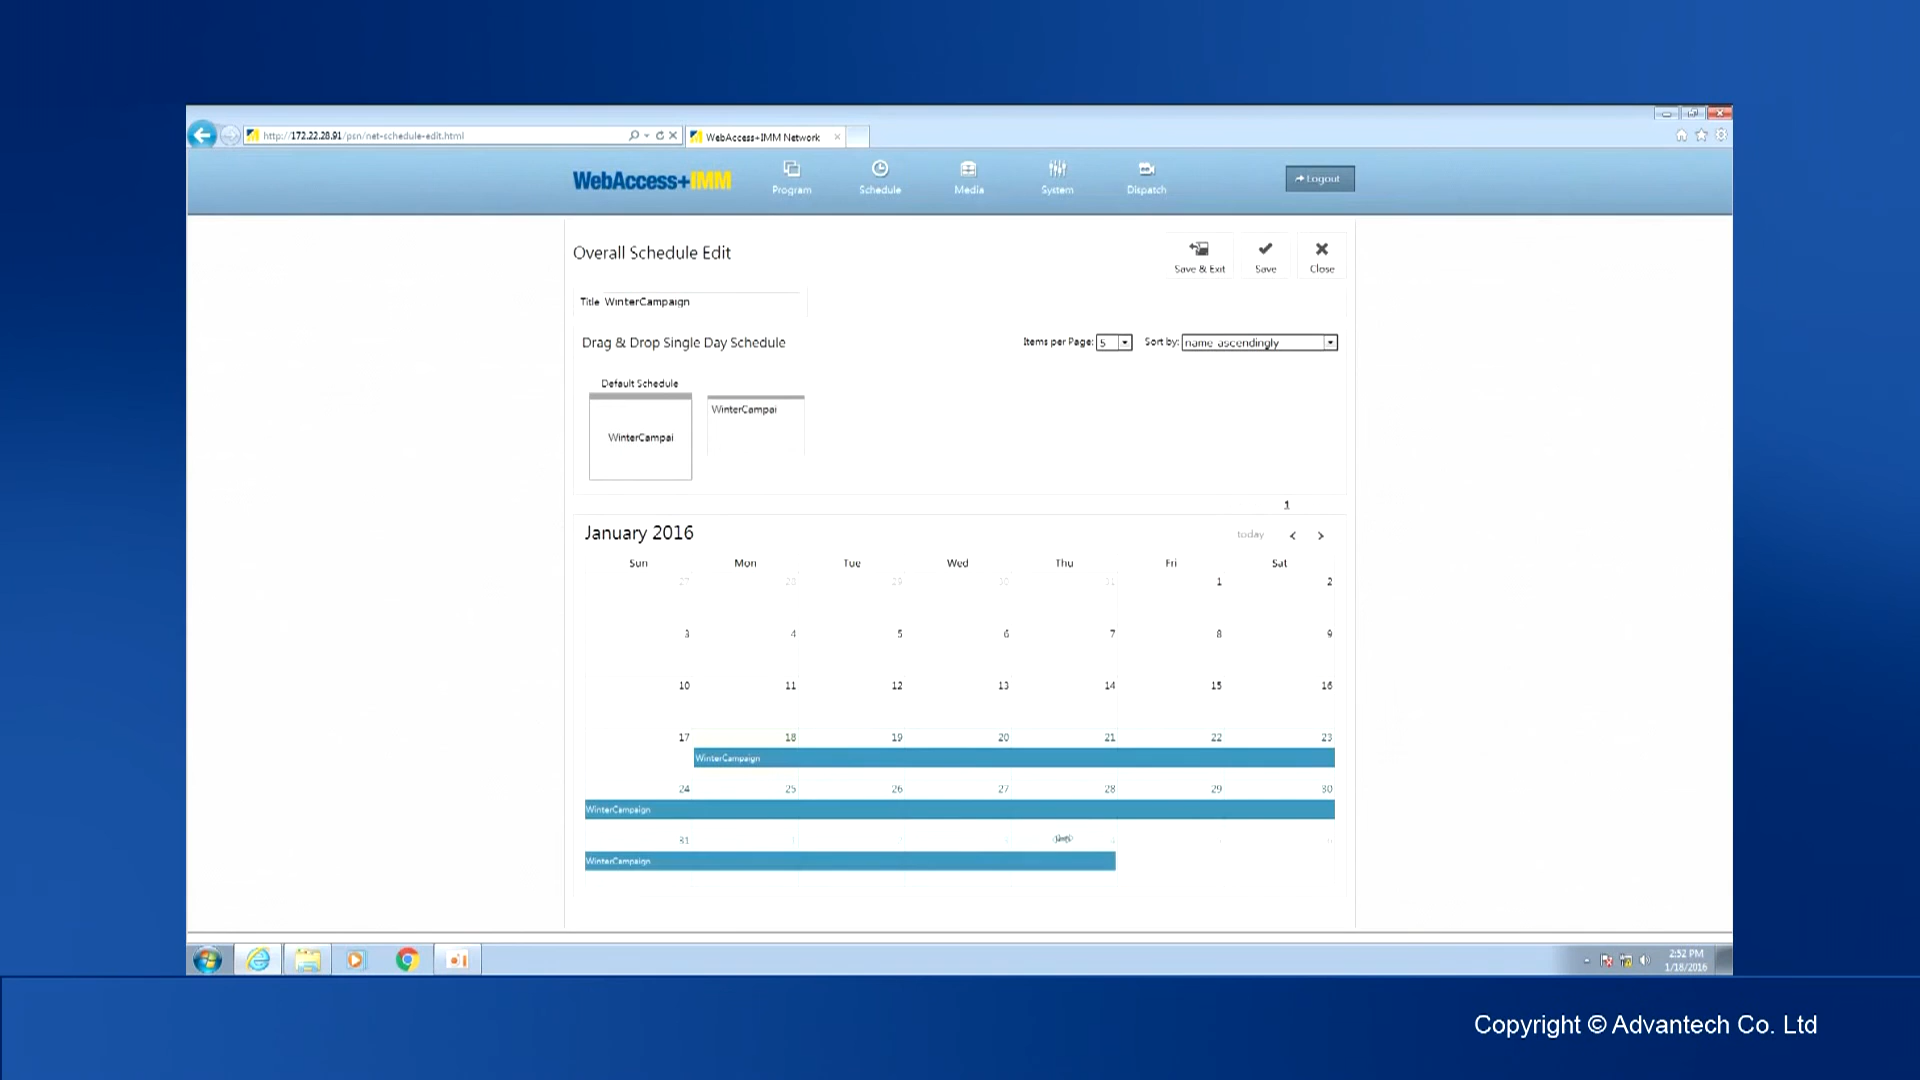 http://172.22.28.91/psn/net-schedule-edit.html
WebAccess+IMM Network
WebAccess+IMM
Program
Schedule
Media
System
Dispatch
Logout
Overall Schedule Edit
Save & Exit
Save
Close
Title WinterCampaign
Drag & Drop Single Day Schedule
Items per Page: 5
Sort by: name ascendingly
Default Schedule
WinterCampai
WinterCampai
1
January 2016
today
Sun Mon Tue Wed Thu Fri Sat
27 28 29 30 31 1 2
3 4 5 6 7 8 9
10 11 12 13 14 15 16
17 18 19 20 21 22 23
WinterCampaign
24 25 26 27 28 29 30
WinterCampaign
31
WinterCampaign
2:52 PM
1/18/2016
Copyright © Advantech Co. Ltd